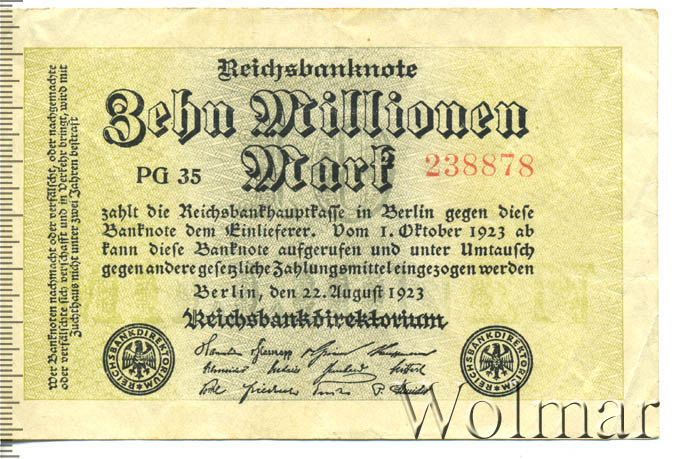 Reichsbanknote
Zehn Millionen
Mark
PG 35
238878
zahlt die Reichsbankhauptkasse in Berlin gegen diese
Banknote dem Einlieferer. Vom 1. Oktober 1923 ab
kann diese Banknote aufgerufen und unter Umtausch
gegen andere gesetzliche Zahlungsmittel eingezogen werden
Berlin, den 22. August 1923
Reichsbankdirektorium
REICHSBANKDIREKTORIUM
REICHSBANKDIREKTORIUM
Wer Banknoten nachmacht oder verfälscht, oder nachgemachte
oder verfälschte sich verschafft und in Verkehr bringt, wird mit
Zuchthaus nicht unter zwei Jahren bestraft
Wolmar